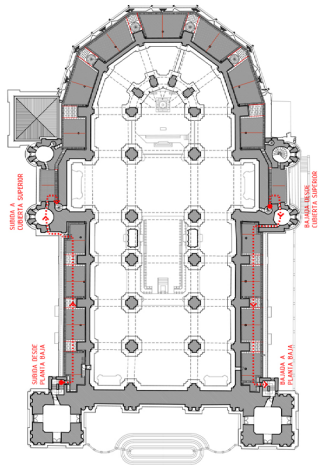 SUBIDA A
CUBIERTA SUPERIOR
BAJADA DESDE
CUBIERTA SUPERIOR
SUBIDA DESDE
PLANTA BAJA
BAJADA A
PLANTA BAJA